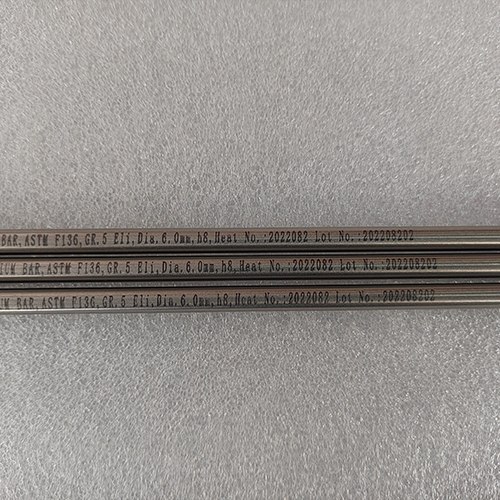 BAR,ASTM F136,GR.5 Eli,Dia.6.0mm,h8,Heat No.:2022082 Lot No.:202208202
IUM BAR,ASTM F136,GR.5 Eli,Dia.6.0mm,h8,Heat No.:2022082 Lot No.:202208202
UM BAR,ASTM F136,GR.5 Eli,Dia.6.0mm,h8,Heat No.:2022082 Lot No.:202208202